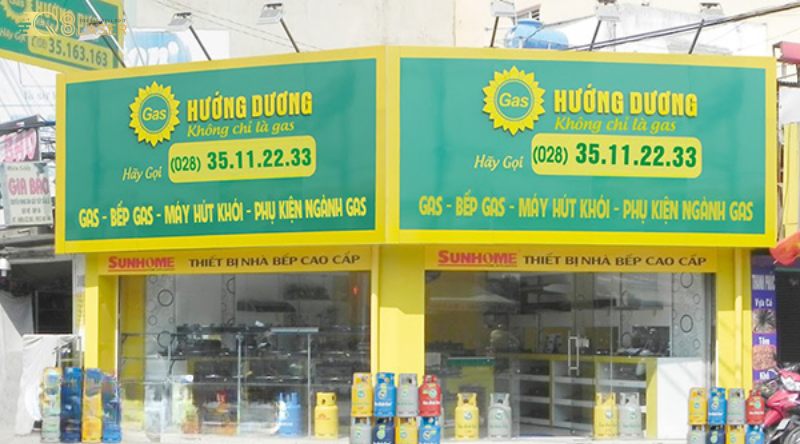 35.163.163
Gas
HƯỚNG DƯƠNG
Không chỉ là gas
Hãy Gọi (028) 35.11.22.33
GAS - BẾP GAS - MÁY HÚT KHÓI - PHỤ KIỆN NGÀNH GAS
SUNHOME THIẾT BỊ NHÀ BẾP CAO CẤP
Gas
HƯỚNG DƯƠNG
Không chỉ là gas
Hãy Gọi (028) 35.11.22.33
GAS - BẾP GAS - MÁY HÚT KHÓI - PHỤ KIỆN NGÀNH GAS
SUNHOME THIẾT BỊ NHÀ BẾP CAO CẤP
GIA BẢO